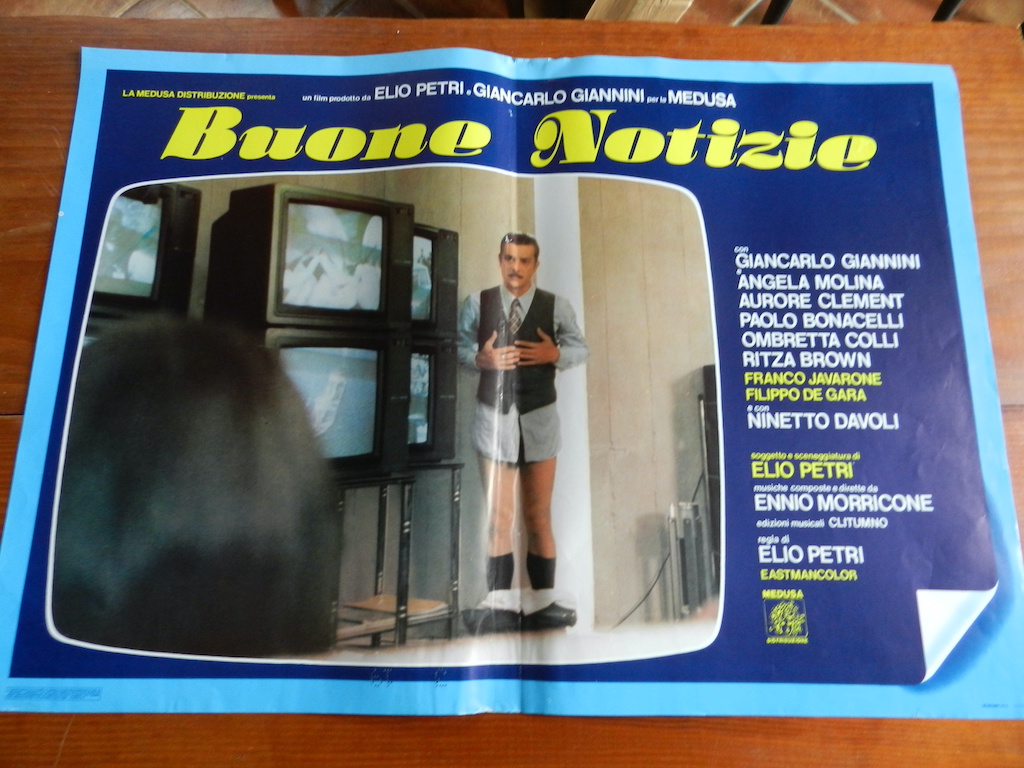 LA MEDUSA DISTRIBUZIONE presenta
un film prodotto da ELIO PETRI e GIANCARLO GIANNINI per la MEDUSA
Buone Notizie
con
GIANCARLO GIANNINI
e
ANGELA MOLINA
AURORE CLEMENT
PAOLO BONACELLI
OMBRETTA COLLI
RITZA BROWN
FRANCO JAVARONE
FILIPPO DE GARA
e con
NINETTO DAVOLI
soggetto e sceneggiatura di
ELIO PETRI
musiche composte e dirette da
ENNIO MORRICONE
edizioni musicali CLITUMNO
regia di
ELIO PETRI
EASTMANCOLOR
MEDUSA